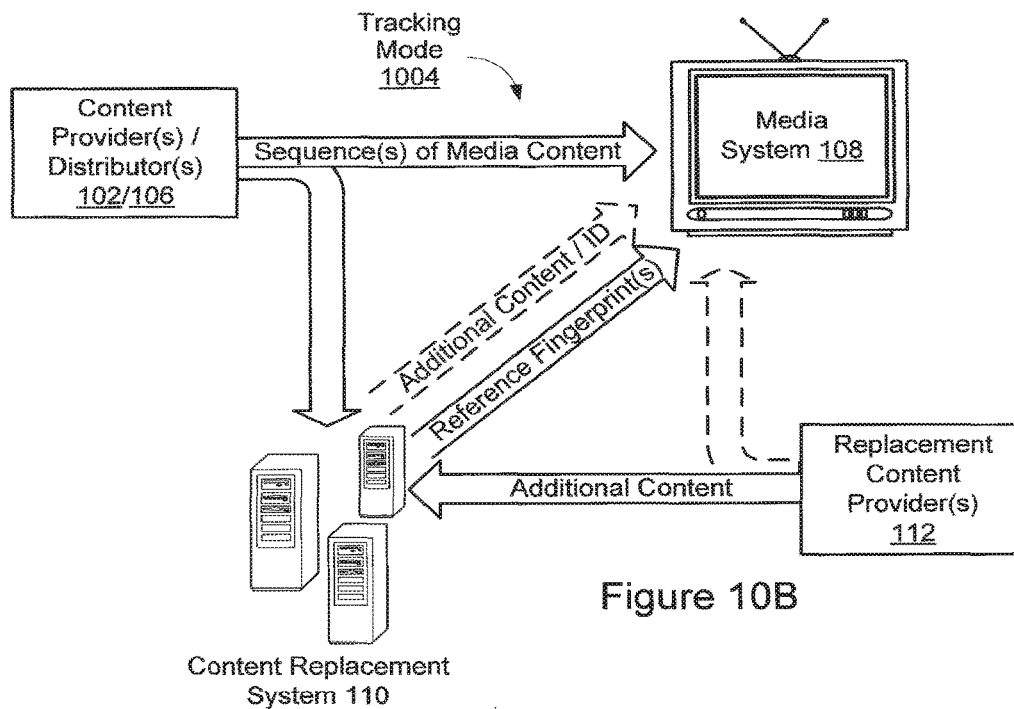 Tracking
Mode
1004
Content
Provider(s) /
Distributor(s)
102/106
Sequence(s) of Media Content
Media
System 108
Additional Content / ID
Reference Fingerprint(s)
Additional Content
Replacement
Content
Provider(s)
112
Figure 10B
Content Replacement
System 110